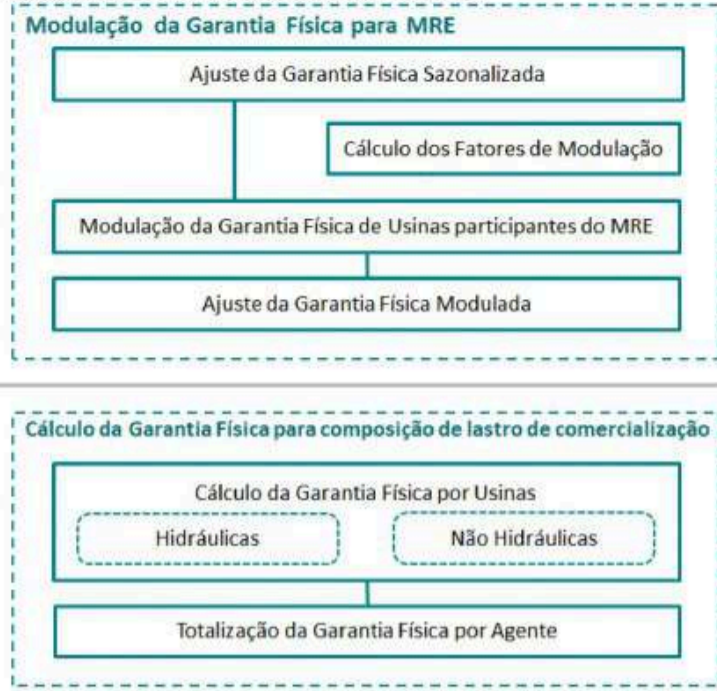 Modulação da Garantia Física para MRE
Ajuste da Garantia Física Sazonalizada
Cálculo dos Fatores de Modulação
Modulação da Garantia Física de Usinas participantes do MRE
Ajuste da Garantia Física Modulada
Cálculo da Garantia Física para composição de lastro de comercialização
Cálculo da Garantia Física por Usinas
Hidráulicas
Não Hidráulicas
Totalização da Garantia Física por Agente